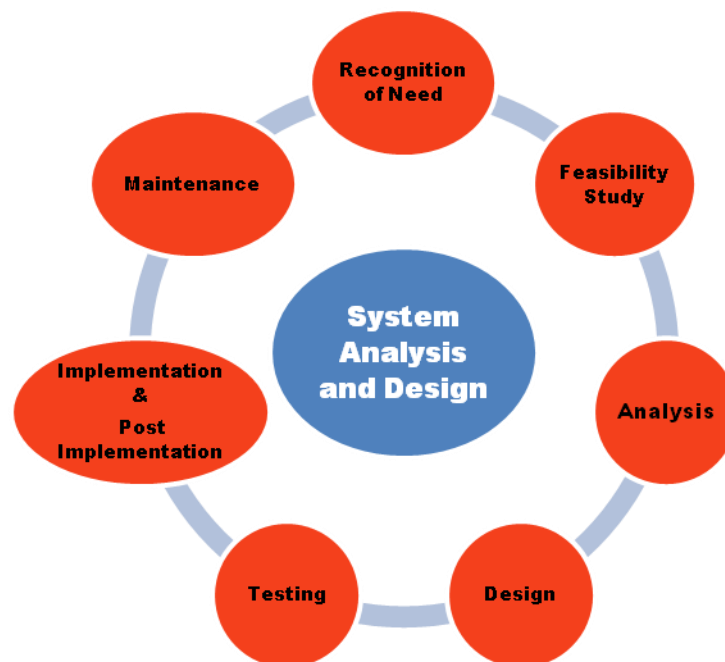 Recognition
of Need
Feasibility
Study
Analysis
Design
Testing
Implementation
&
Post
Implementation
Maintenance
System
Analysis
and Design